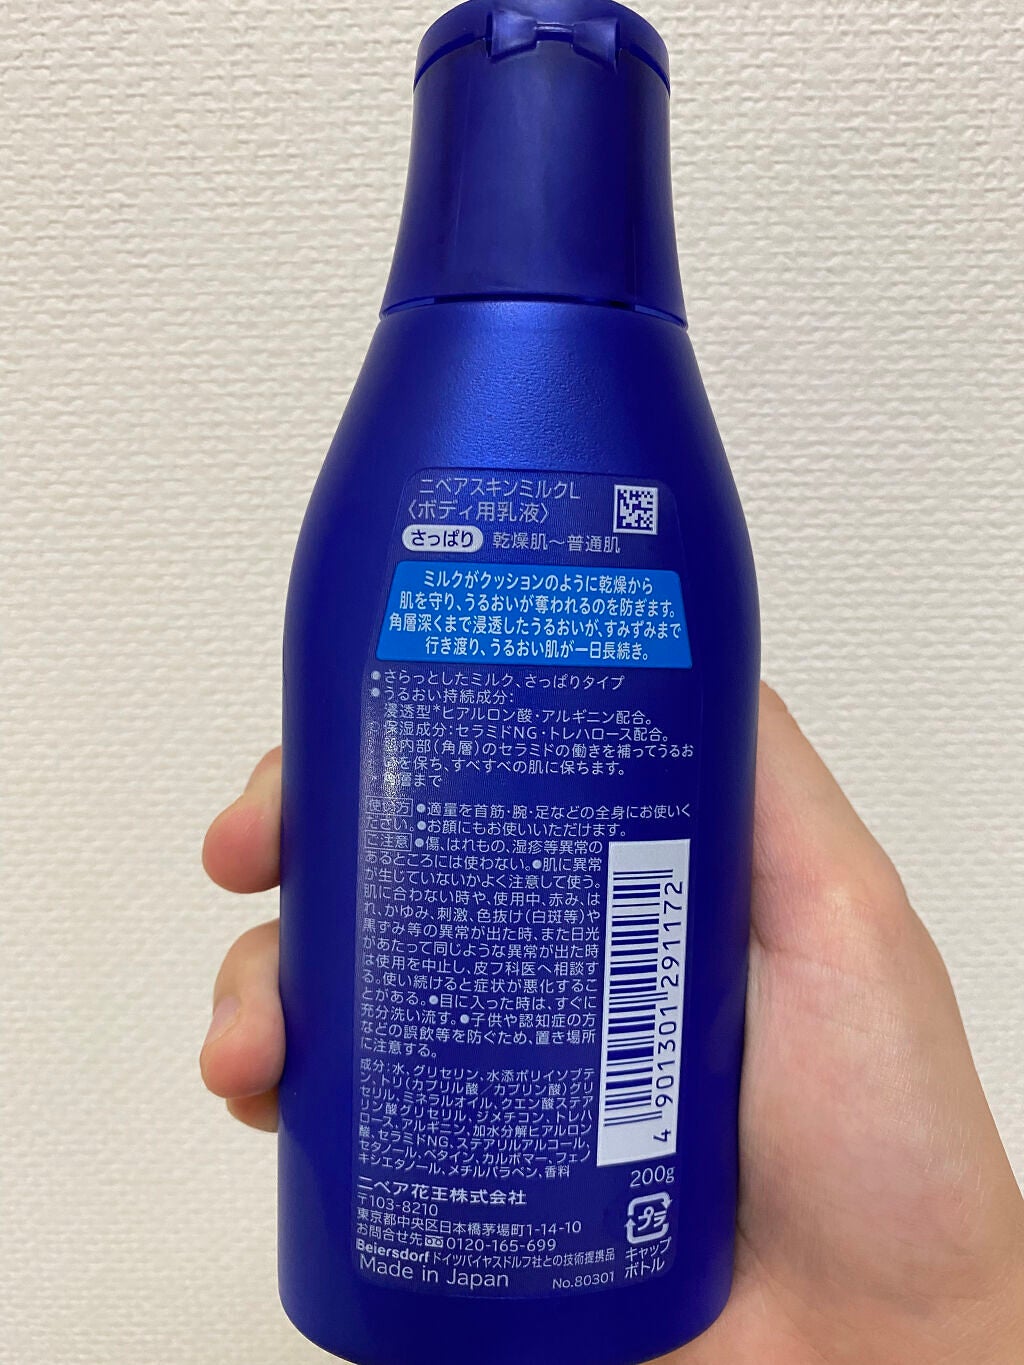 ニベアスキンミルクL
〈ボディ用乳液〉
さっぱり 乾燥肌〜普通肌
ミルクがクッションのように乾燥から
肌を守り、うるおいが奪われるのを防ぎます。
角層深くまで浸透したうるおいが、すみずみまで
行き渡り、うるおい肌が一日長続き。
●さらっとしたミルク、さっぱりタイプ
●うるおい持続成分:
浸透型*ヒアルロン酸・アルギニン配合。
保湿成分:セラミドNG・トレハロース配合。
内部(角層)のセラミドの働きを補ってうるお
を保ち、すべすべの肌に保ちます。
層まで
使い方 ●適量を首筋・腕・足などの全身にお使いく
ださい。●お顔にもお使いいただけます。
ご注意 ●傷、はれもの、湿疹等異常の
あるところには使わない。●肌に異常
が生じていないかよく注意して使う。
肌に合わない時や、使用中、赤み、は
れ、かゆみ、刺激、色抜け(白斑等)や
黒ずみ等の異常が出た時、また日光
があたって同じような異常が出た時
は使用を中止し、皮フ科医へ相談す
る。使い続けると症状が悪化するこ
とがある。●目に入った時は、すぐに
充分洗い流す。●子供や認知症の方
などの誤飲等を防ぐため、置き場所
に注意する。
成分:水、グリセリン、水添ポリイソブテ
ン、トリ(カプリル酸/カプリン酸)グリ
セリル、ミネラルオイル、クエン酸ステア
リン酸グリセリル、ジメチコン、トレハ
ロース、アルギニン、加水分解ヒアルロン
酸、セラミドNG、ステアリルアルコール、
セタノール、ベタイン、カルボマー、フェノ
キシエタノール、メチルパラベン、香料
4 901301 291172
200g
ニベア花王株式会社
〒103-8210
東京都中央区日本橋茅場町1-14-10
お問合せ先 0120-165-699
Beiersdorfドイツバイヤスドルフ社との技術提携品
Made in Japan
No.80301
プラ
キャップ
ボトル